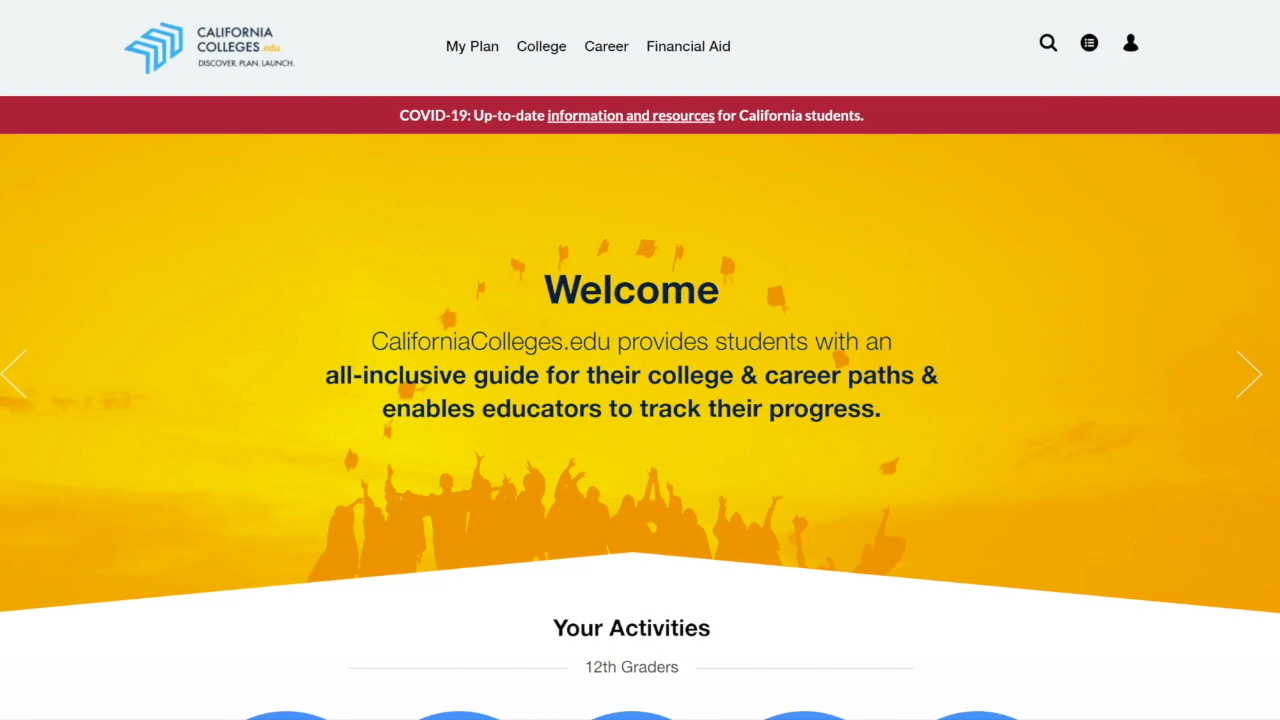 CALIFORNIA
COLLEGES.edu
DISCOVER. PLAN. LAUNCH.
My Plan College Career Financial Aid
COVID-19: Up-to-date information and resources for California students.
Welcome
CaliforniaColleges.edu provides students with an
all-inclusive guide for their college & career paths &
enables educators to track their progress.
Your Activities
12th Graders